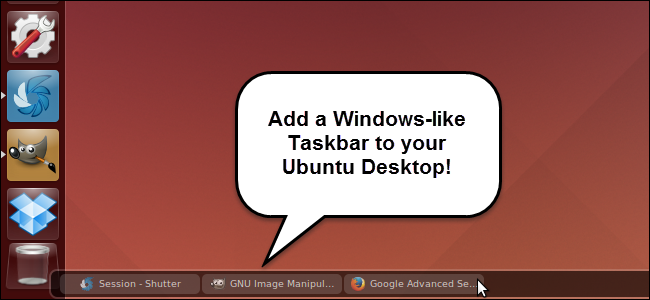 Add a Windows-like
Taskbar to your
Ubuntu Desktop!
Session - Shutter
GNU Image Manipul...
Google Advanced Se...